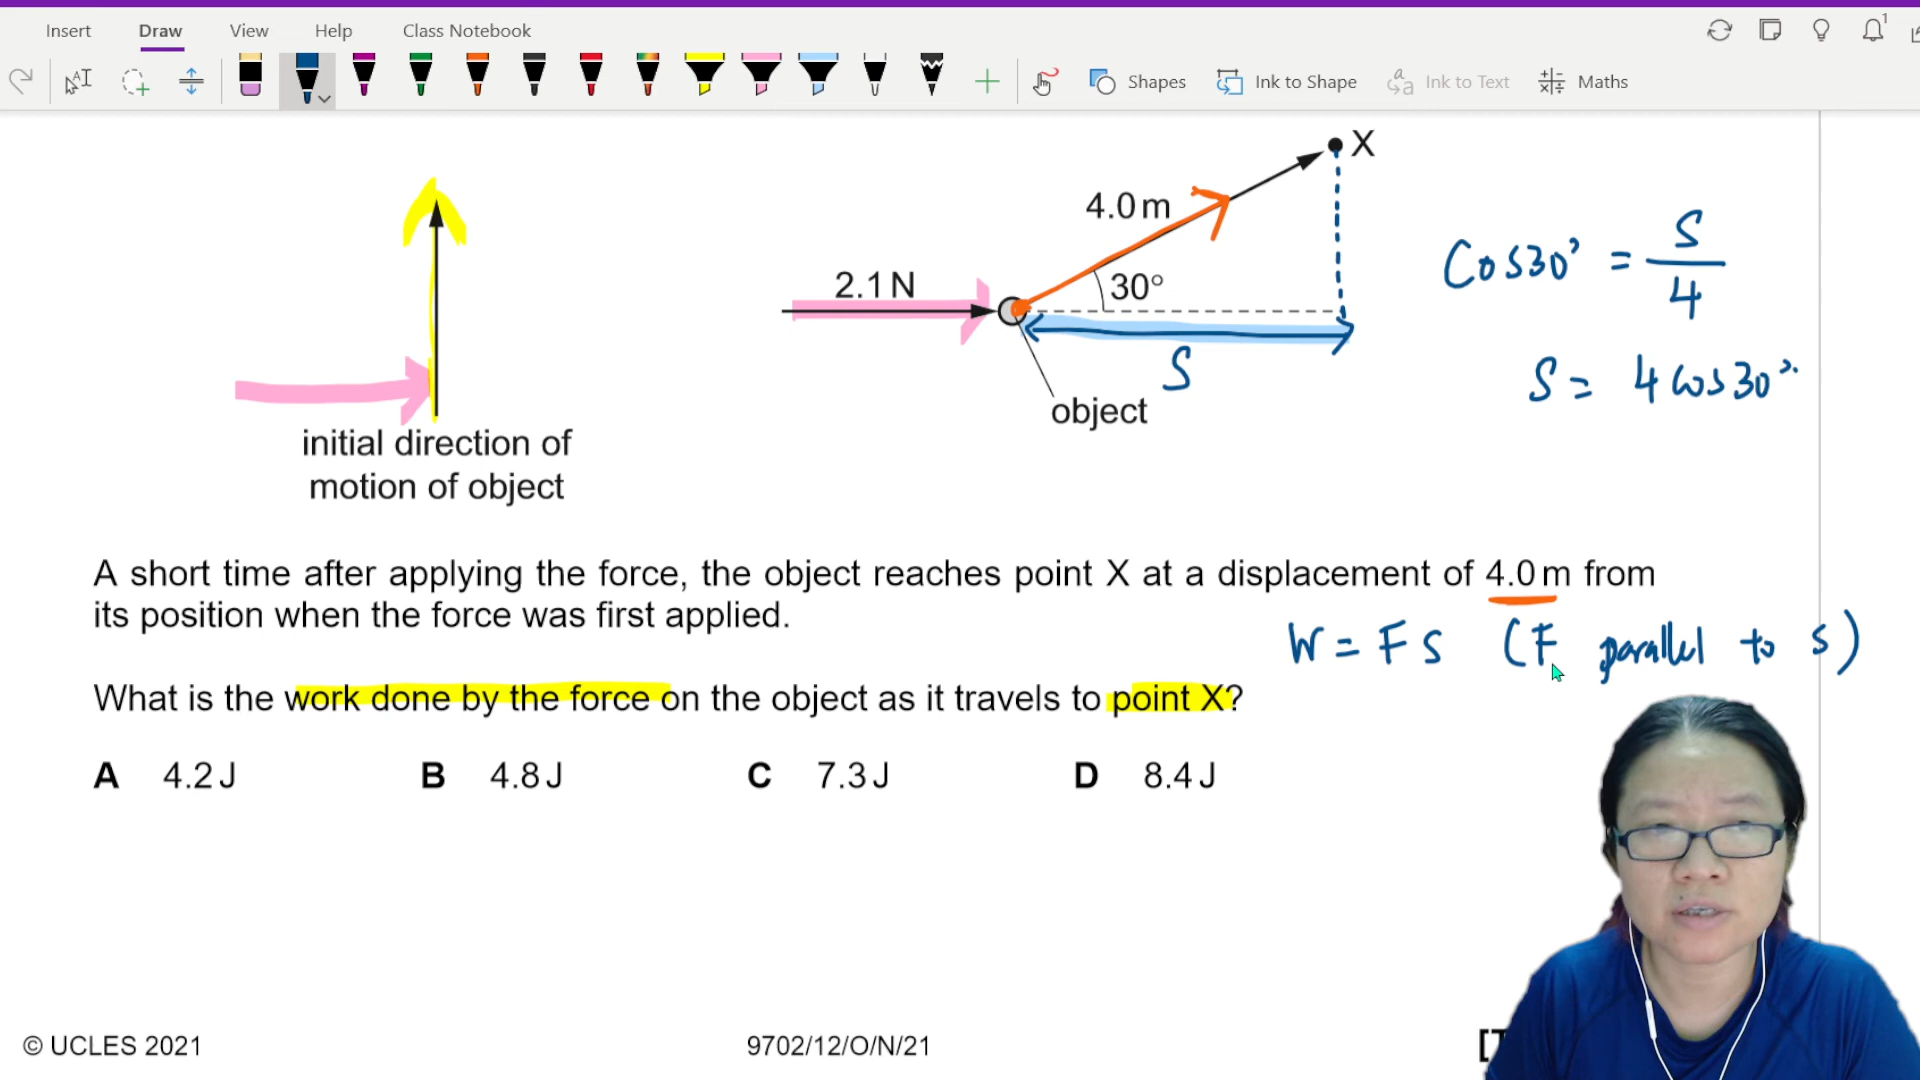 Insert Draw View Help Class Notebook
1
Shapes Ink to Shape Ink to Text Maths
X
4.0 m
2.1 N
30°
S
object
Cos30° = S/4
S = 4 cos30°
initial direction of
motion of object
A short time after applying the force, the object reaches point X at a displacement of 4.0 m from
its position when the force was first applied.
W = F s (F parallel to s)
What is the work done by the force on the object as it travels to point X?
A 4.2 J B 4.8 J C 7.3 J D 8.4 J
© UCLES 2021 9702/12/O/N/21